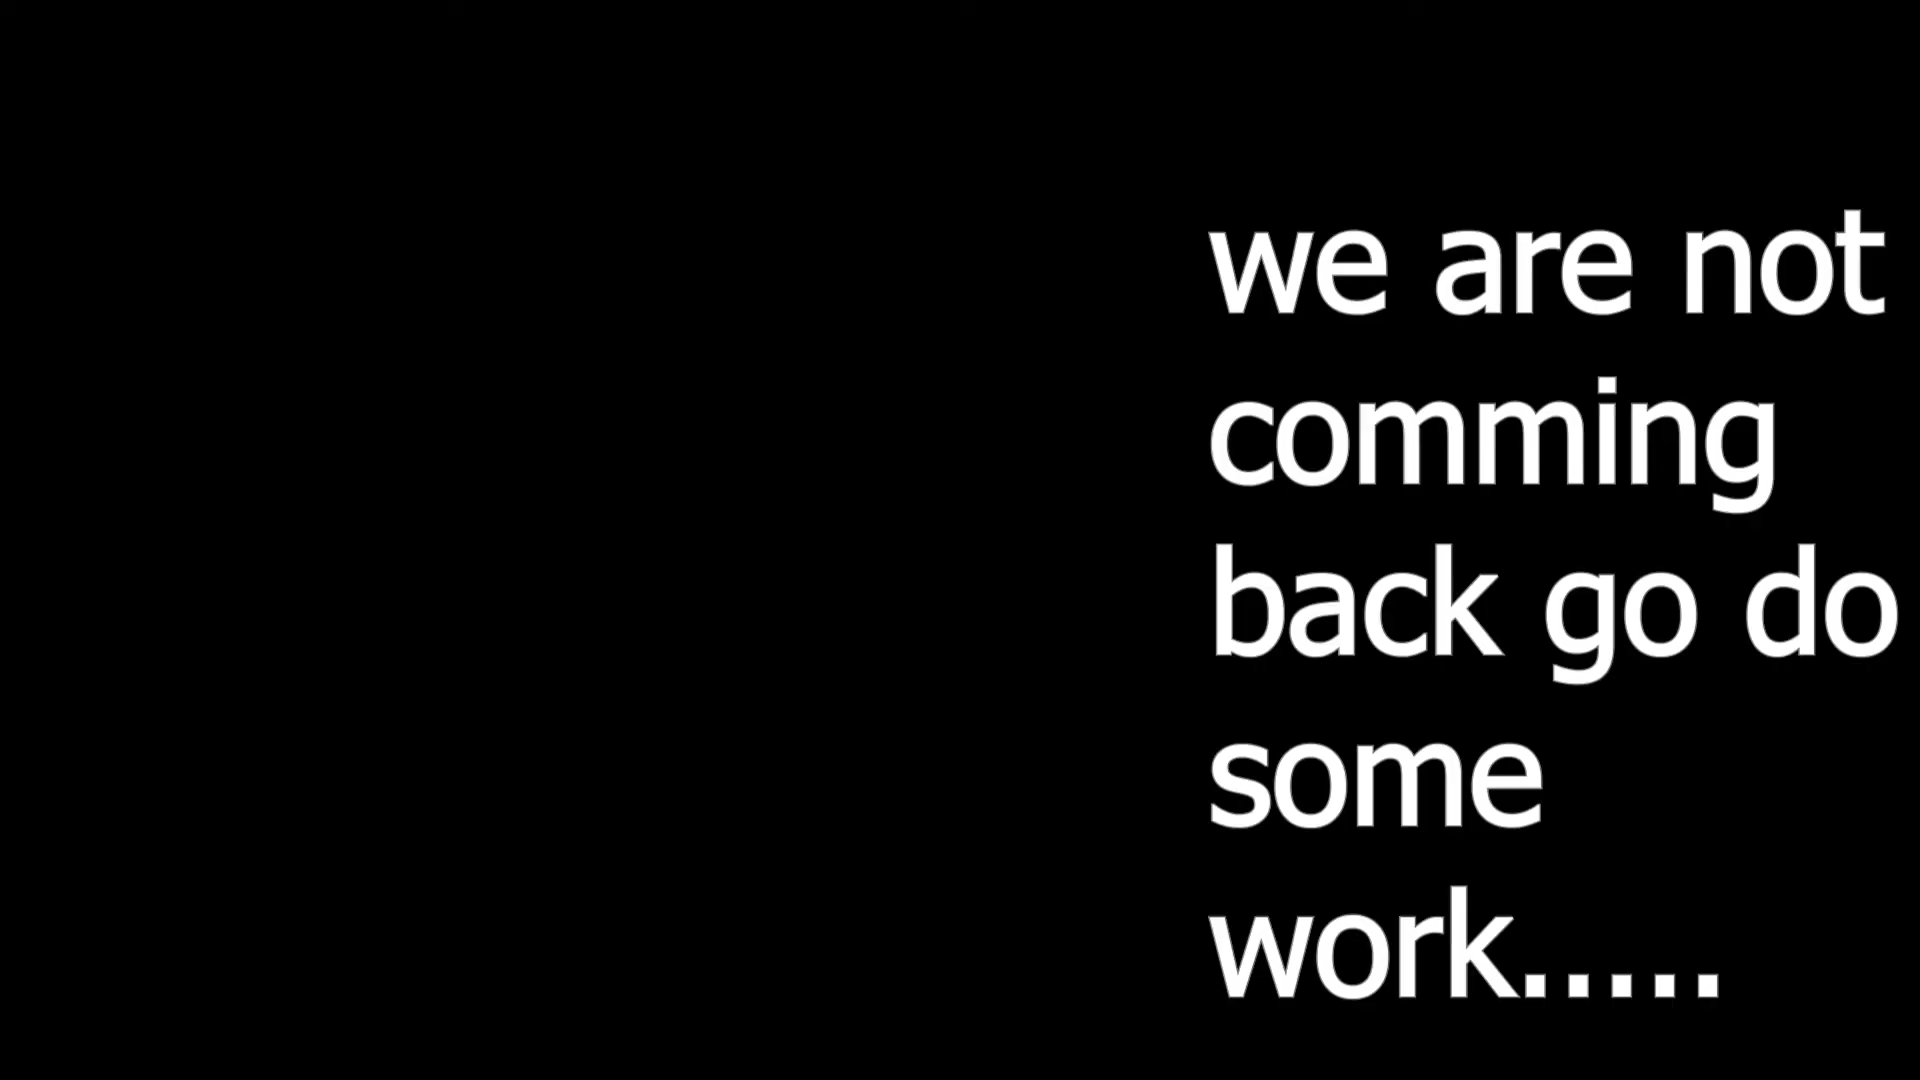 we are not
comming
back go do
some
work.....